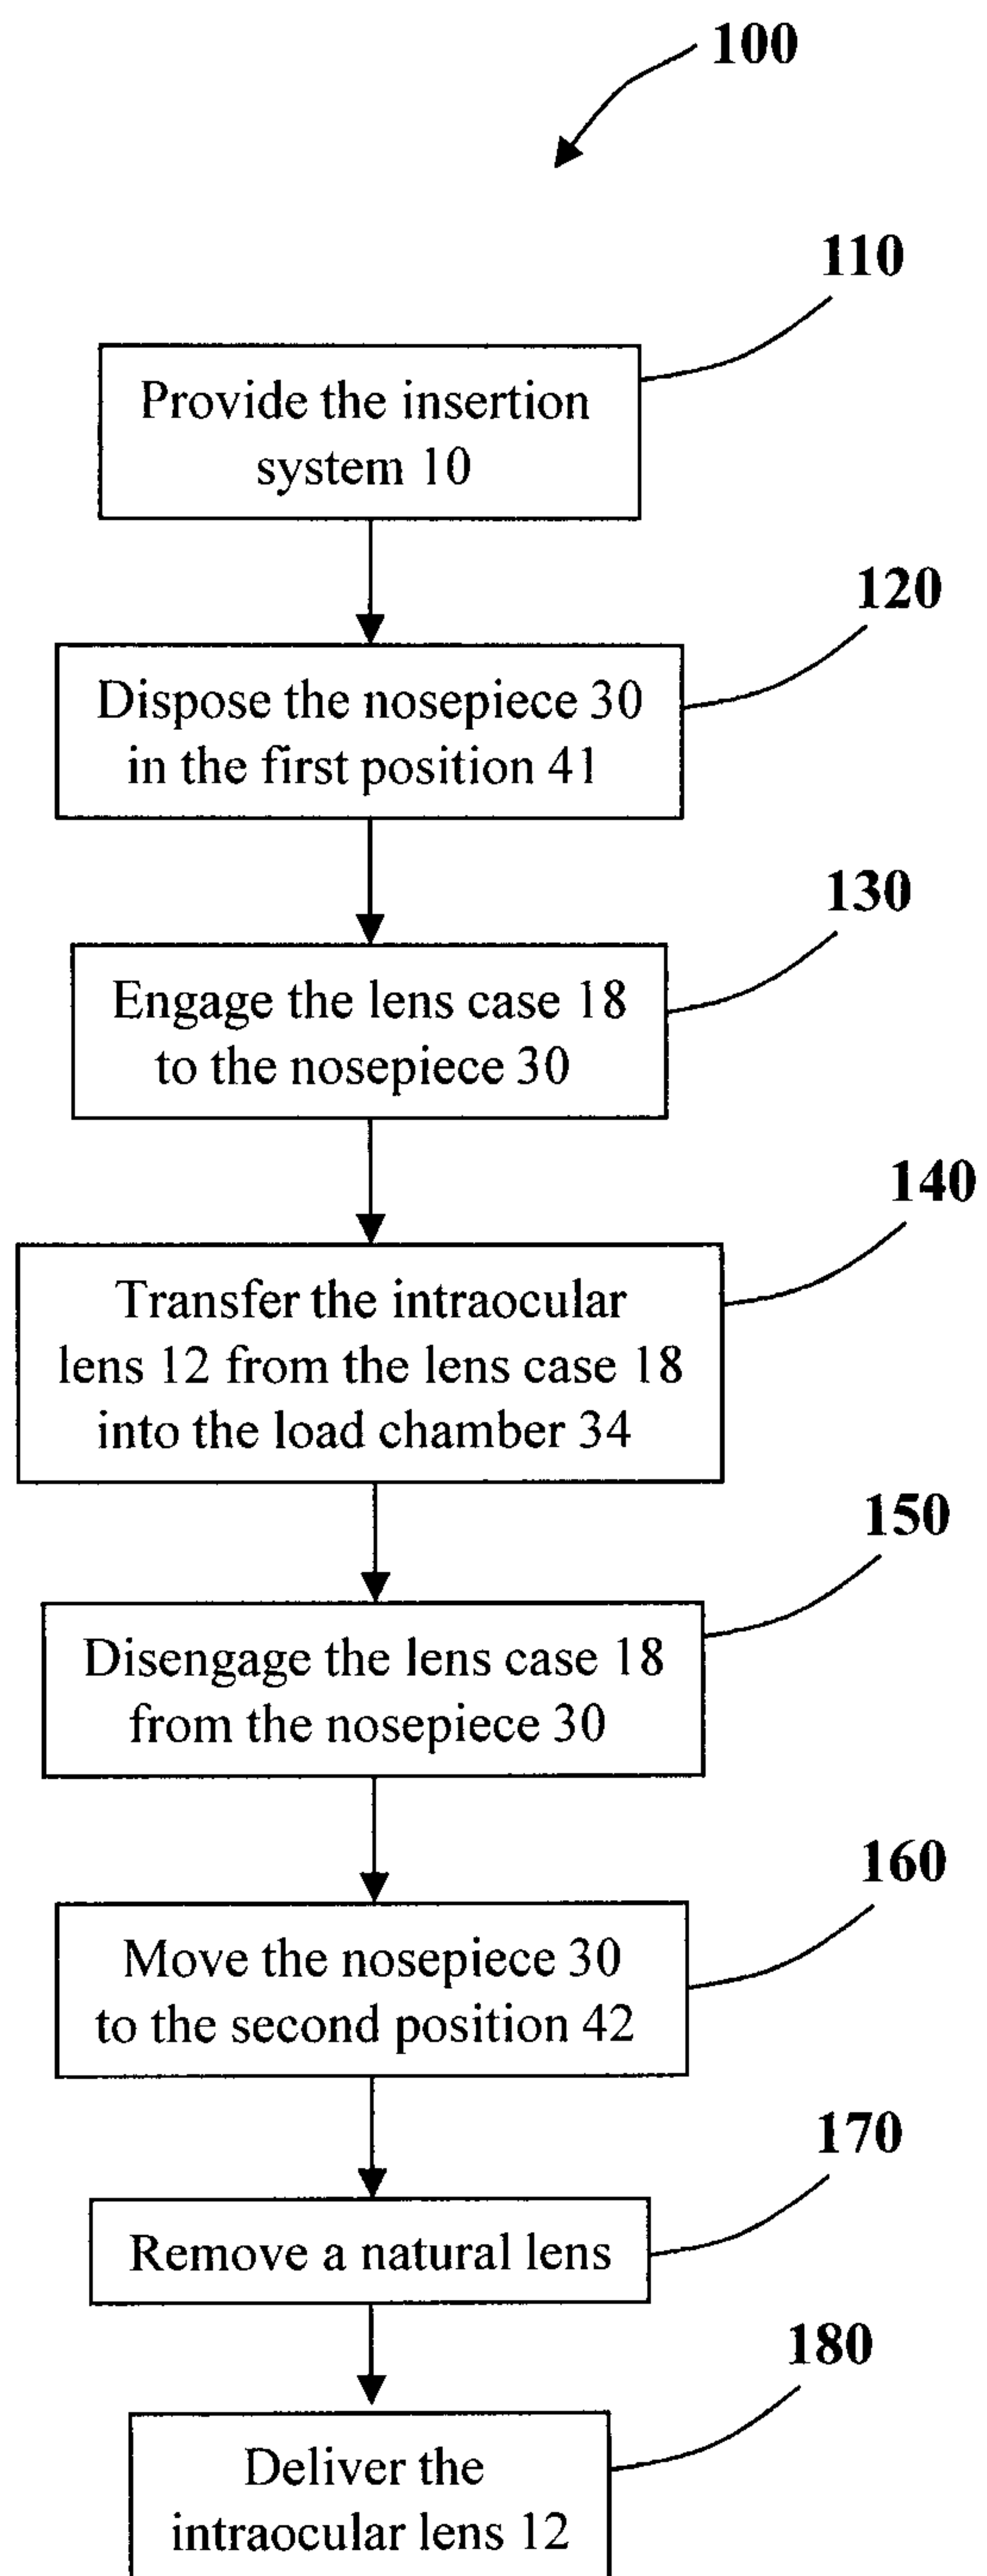 100
110
Provide the insertion
system 10
120
Dispose the nosepiece 30
in the first position 41
130
Engage the lens case 18
to the nosepiece 30
140
Transfer the intraocular
lens 12 from the lens case 18
into the load chamber 34
150
Disengage the lens case 18
from the nosepiece 30
160
Move the nosepiece 30
to the second position 42
170
Remove a natural lens
180
Deliver the
intraocular lens 12